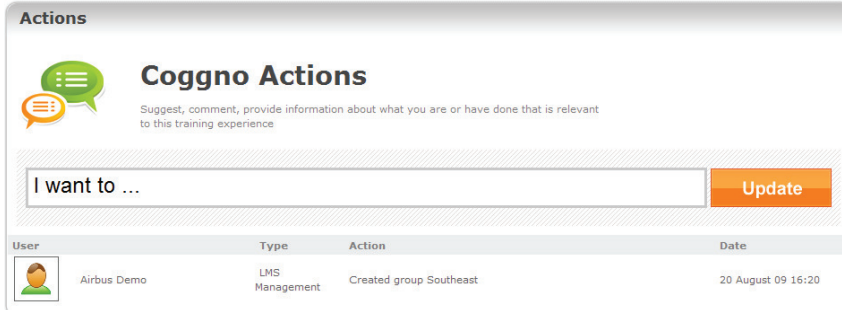 Actions
Coggno Actions
Suggest, comment, provide information about what you are or have done that is relevant
to this training experience
I want to ...
Update
User Type Action Date
Airbus Demo LMS Management Created group Southeast 20 August 09 16:20